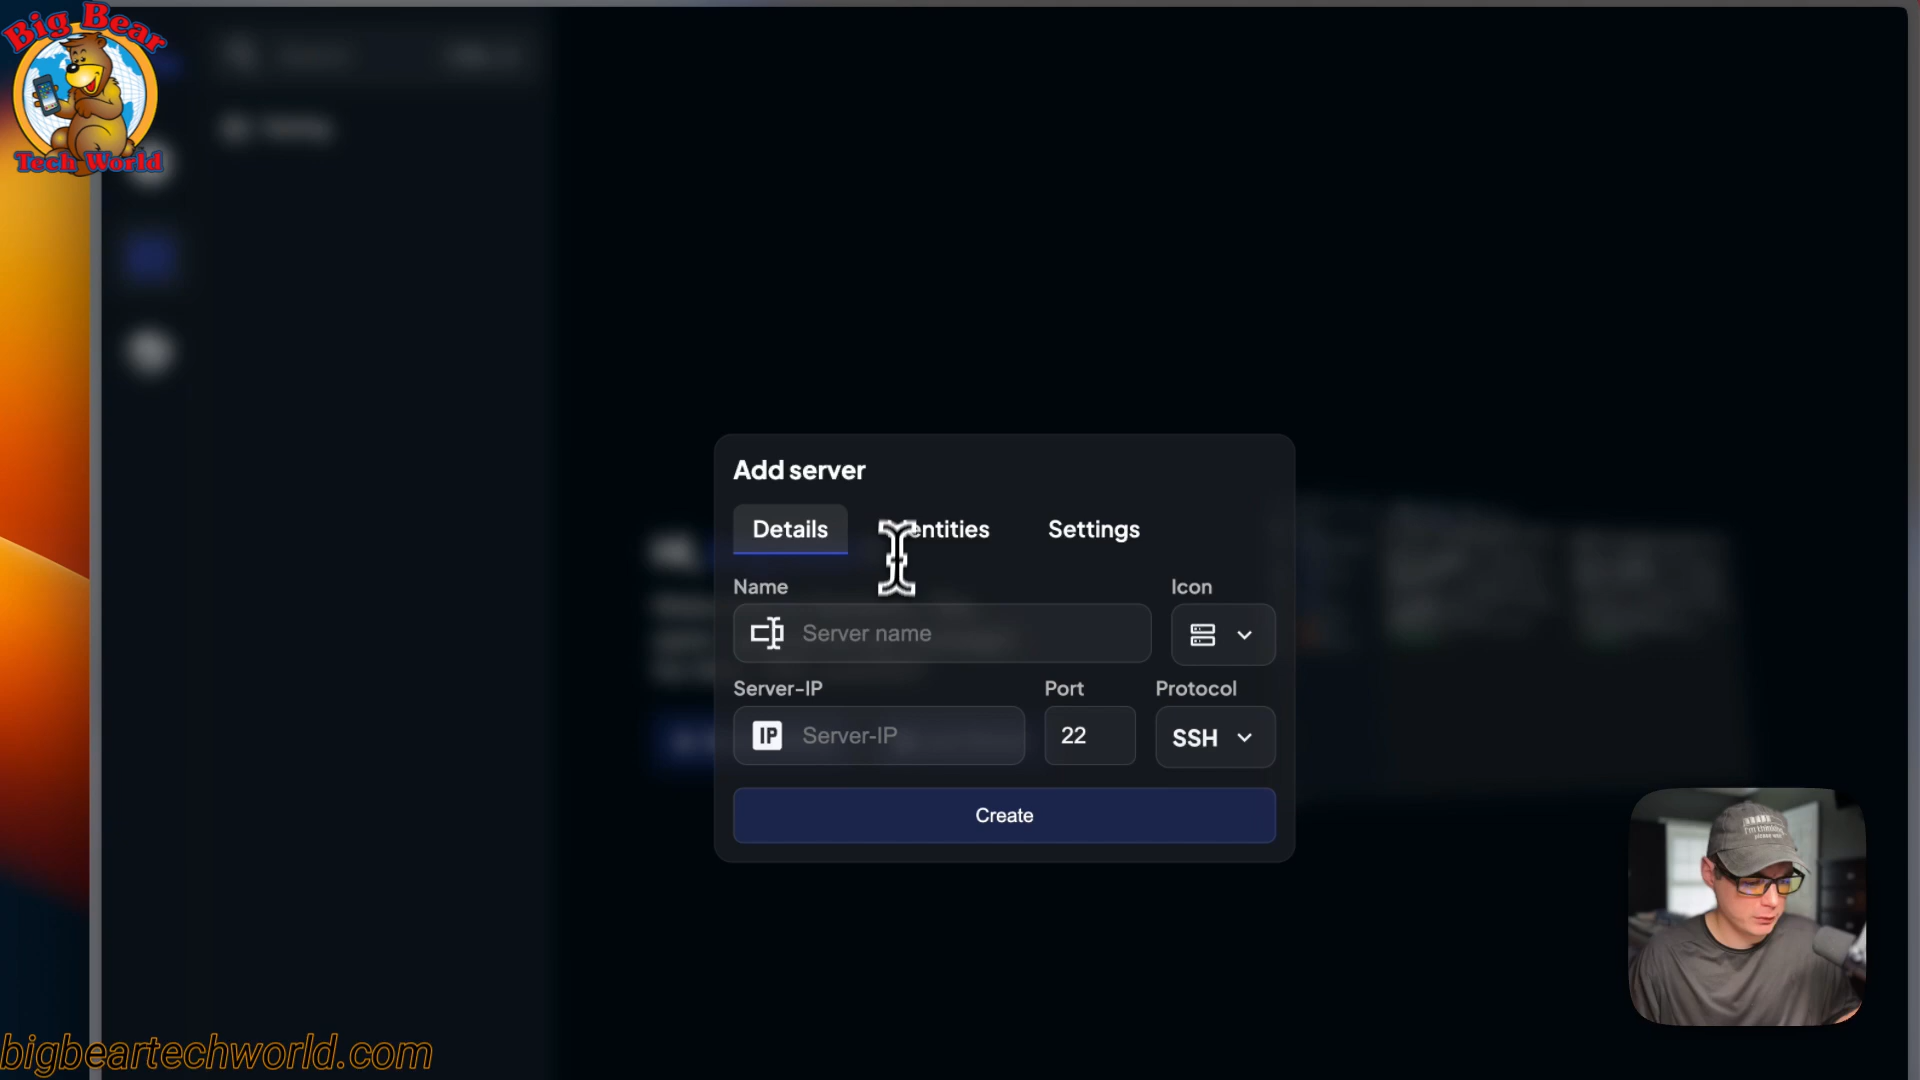 Big Bear
Tech World
Add server
Details
entities
Settings
Name
Icon
Server name
Server-IP
Port
Protocol
IP
Server-IP
22
SSH
Create
I'm thinking
bigbeartechworld.com